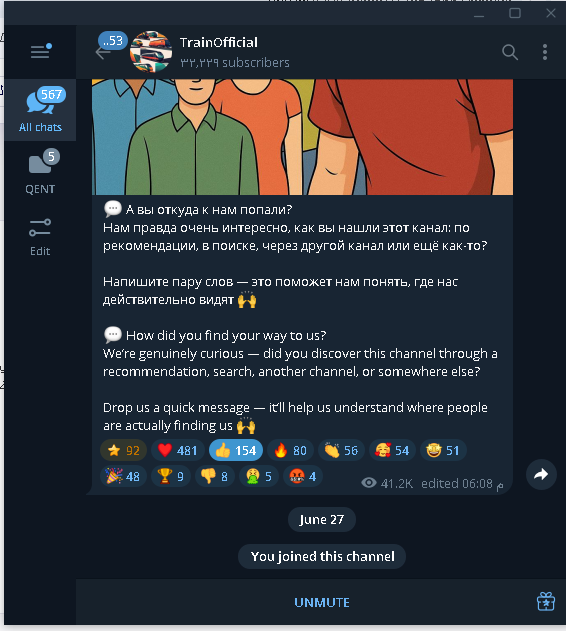 ..53
TrainOfficial
٣٢,٢٢٩ subscribers
567
All chats
5
QENT
Edit
💬 А вы откуда к нам попали?
Нам правда очень интересно, как вы нашли этот канал: по
рекомендации, в поиске, через другой канал или ещё как-то?
Напишите пару слов — это поможет нам понять, где нас
действительно видят 🙌
💬 How did you find your way to us?
We're genuinely curious — did you discover this channel through a
recommendation, search, another channel, or somewhere else?
Drop us a quick message — it'll help us understand where people
are actually finding us 🙌
⭐ 92 ❤️ 481 👍 154 🔥 80 👏 56 🥰 54 🤩 51
🎉 48 🏆 9 👎 8 🤮 5 🤬 4
41.2K edited 06:08 م
June 27
You joined this channel
UNMUTE